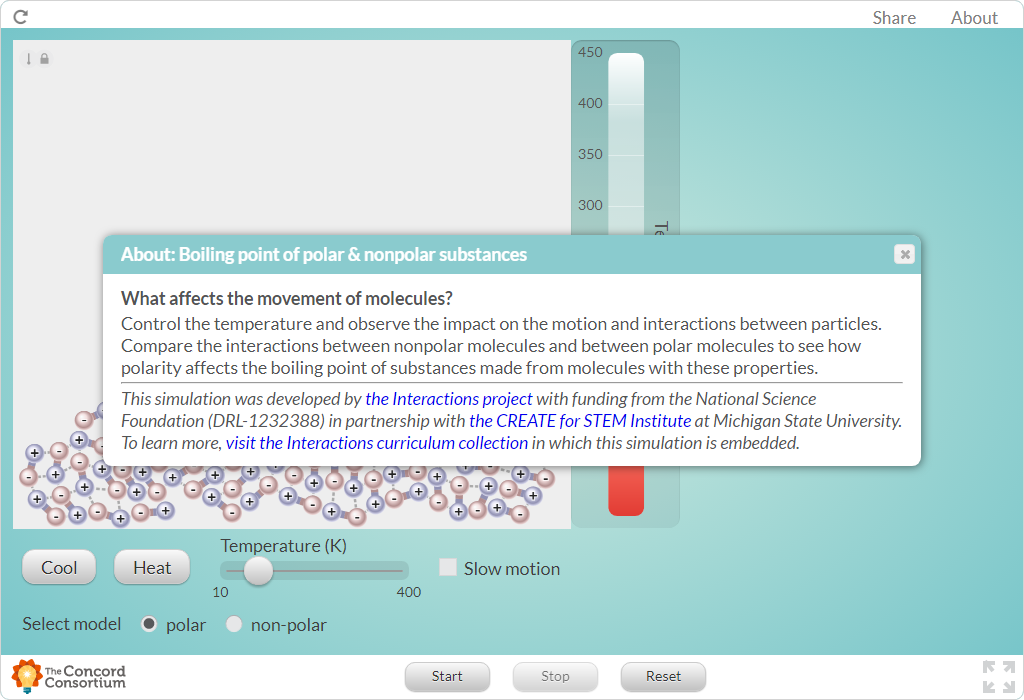 Share About
450
400
350
300
Te
About: Boiling point of polar & nonpolar substances
What affects the movement of molecules?
Control the temperature and observe the impact on the motion and interactions between particles.
Compare the interactions between nonpolar molecules and between polar molecules to see how
polarity affects the boiling point of substances made from molecules with these properties.
This simulation was developed by the Interactions project with funding from the National Science
Foundation (DRL-1232388) in partnership with the CREATE for STEM Institute at Michigan State University.
To learn more, visit the Interactions curriculum collection in which this simulation is embedded.
Temperature (K)
Cool Heat Slow motion
10 400
Select model polar non-polar
The Concord
Consortium
Start Stop Reset